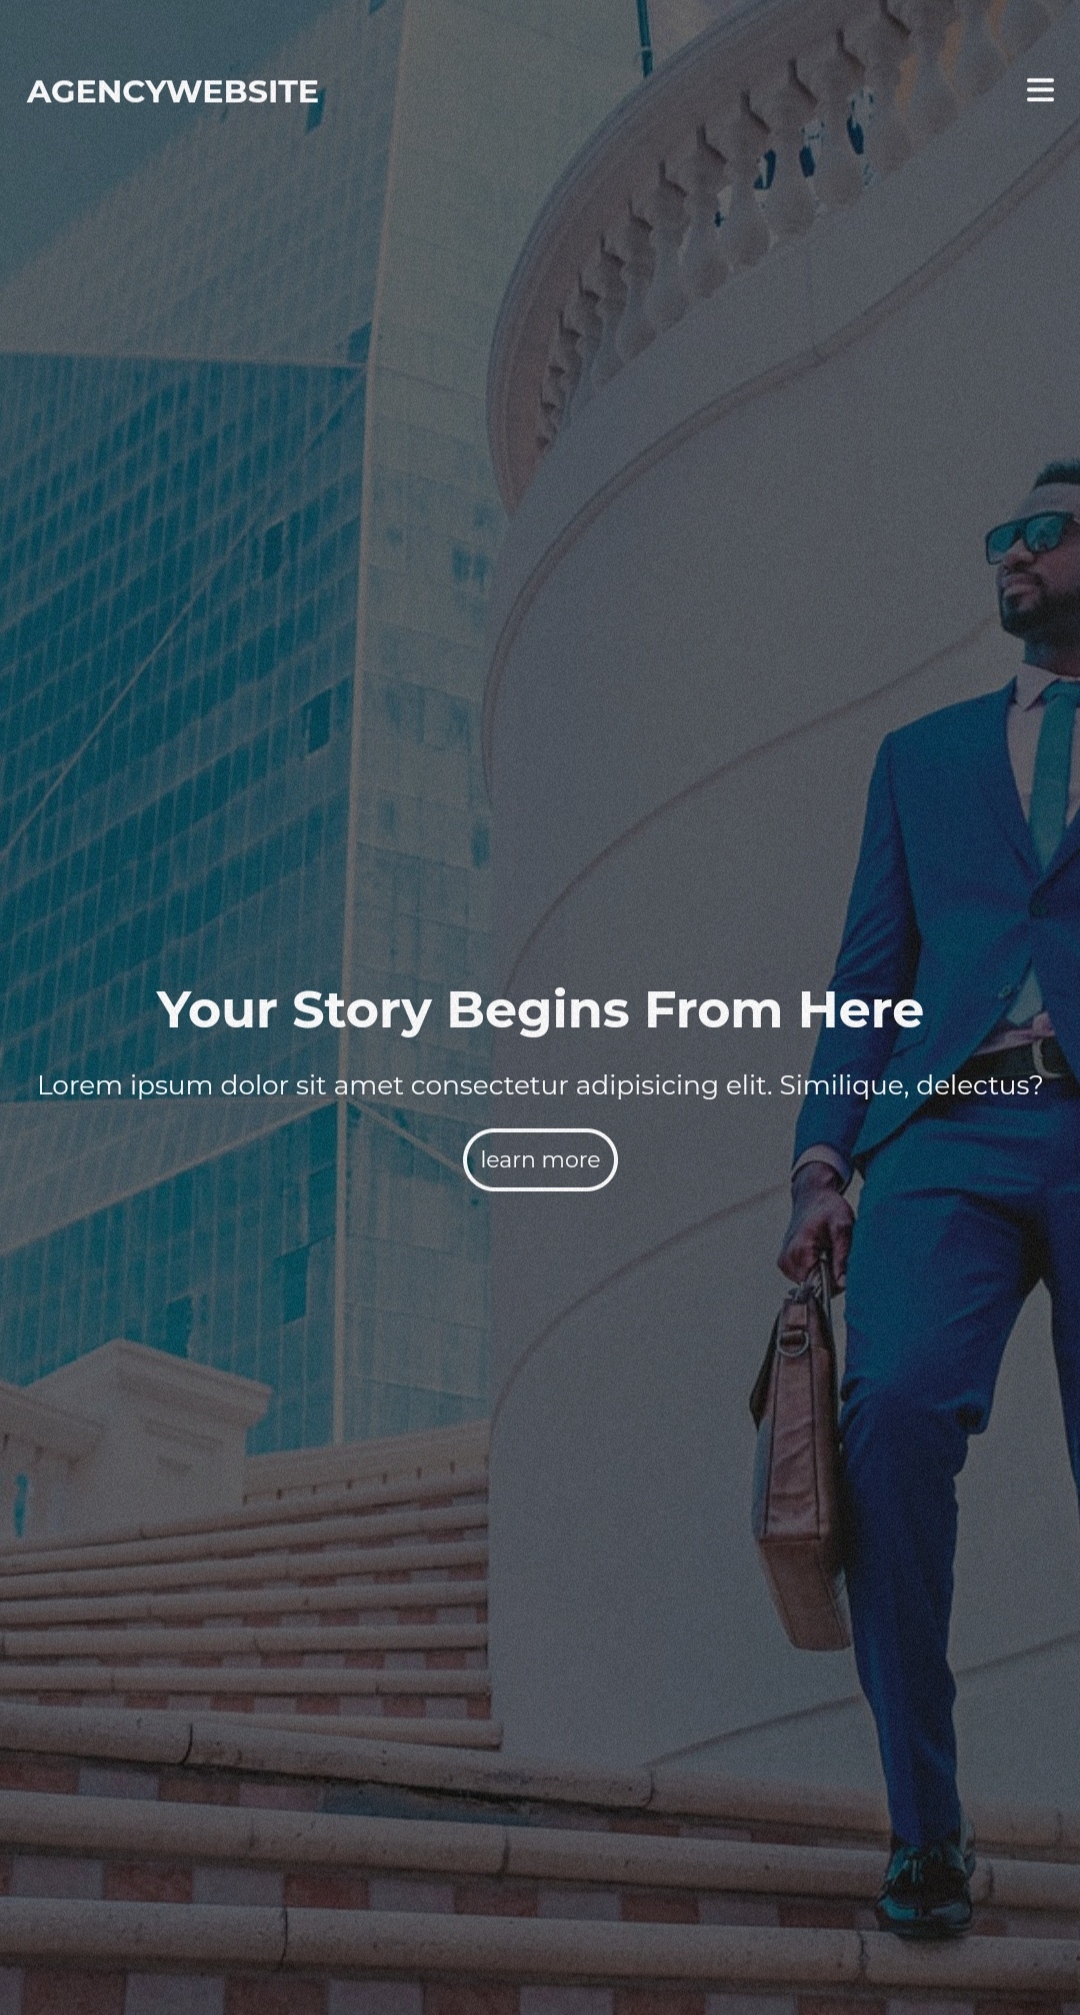 AGENCYWEBSITE
Your Story Begins From Here
Lorem ipsum dolor sit amet consectetur adipisicing elit. Similique, delectus?
learn more